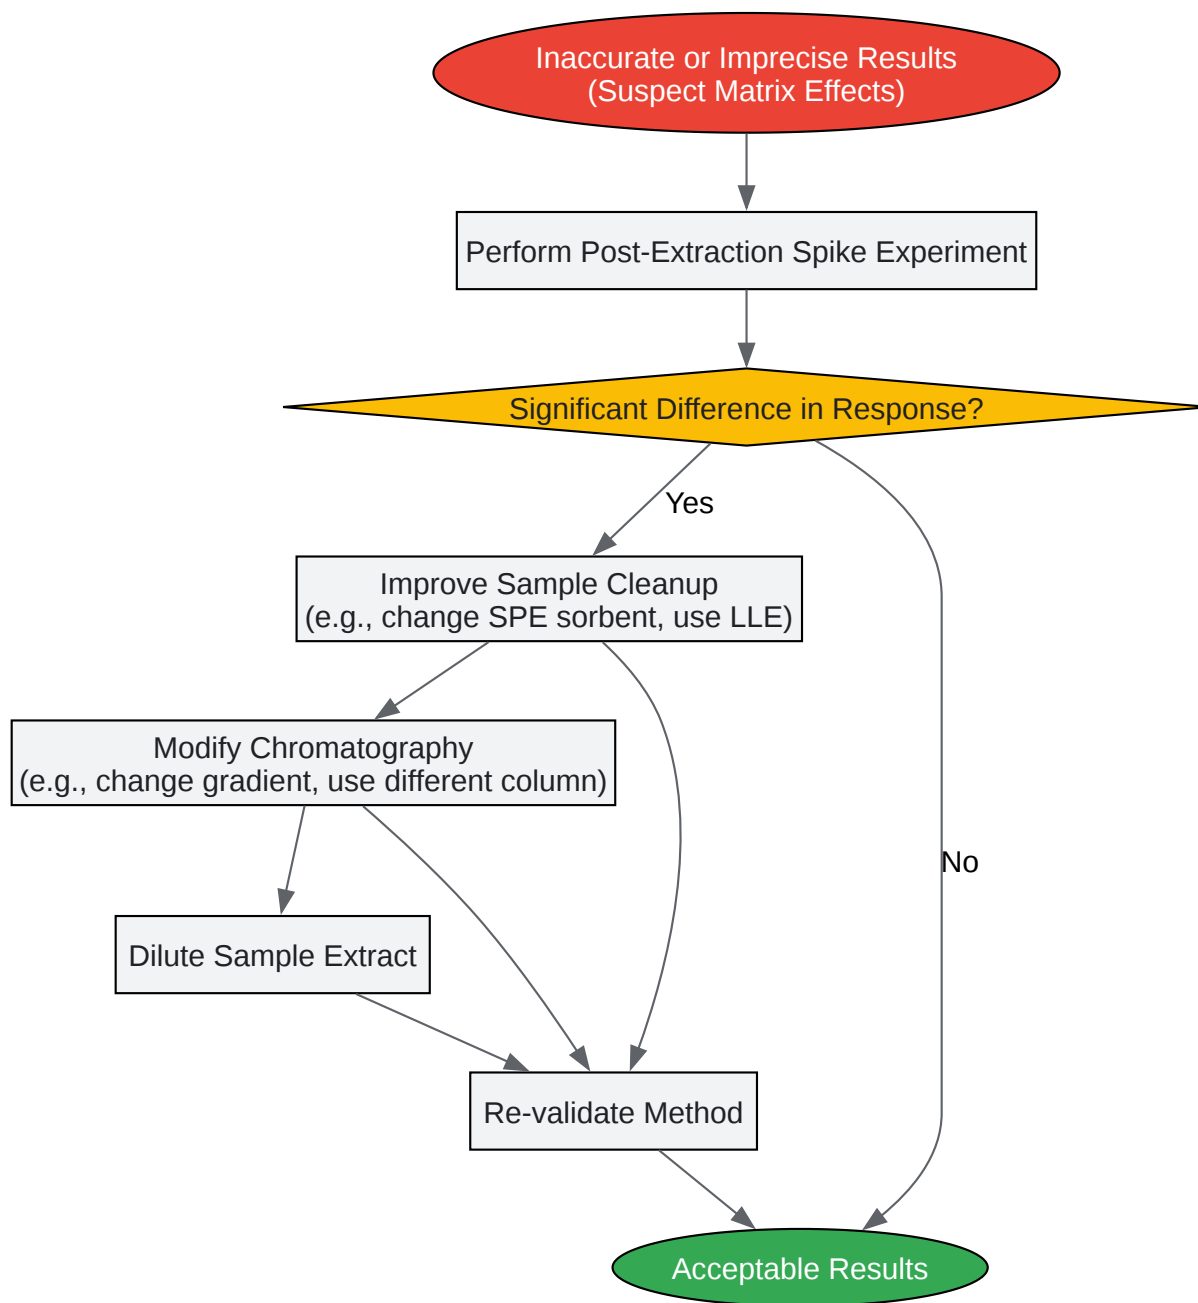 Inaccurate or Imprecise Results
(Suspect Matrix Effects)
Perform Post-Extraction Spike Experiment
Significant Difference in Response?
Yes
Improve Sample Cleanup
(e.g., change SPE sorbent, use LLE)
Modify Chromatography
(e.g., change gradient, use different column)
No
Dilute Sample Extract
Re-validate Method
Acceptable Results